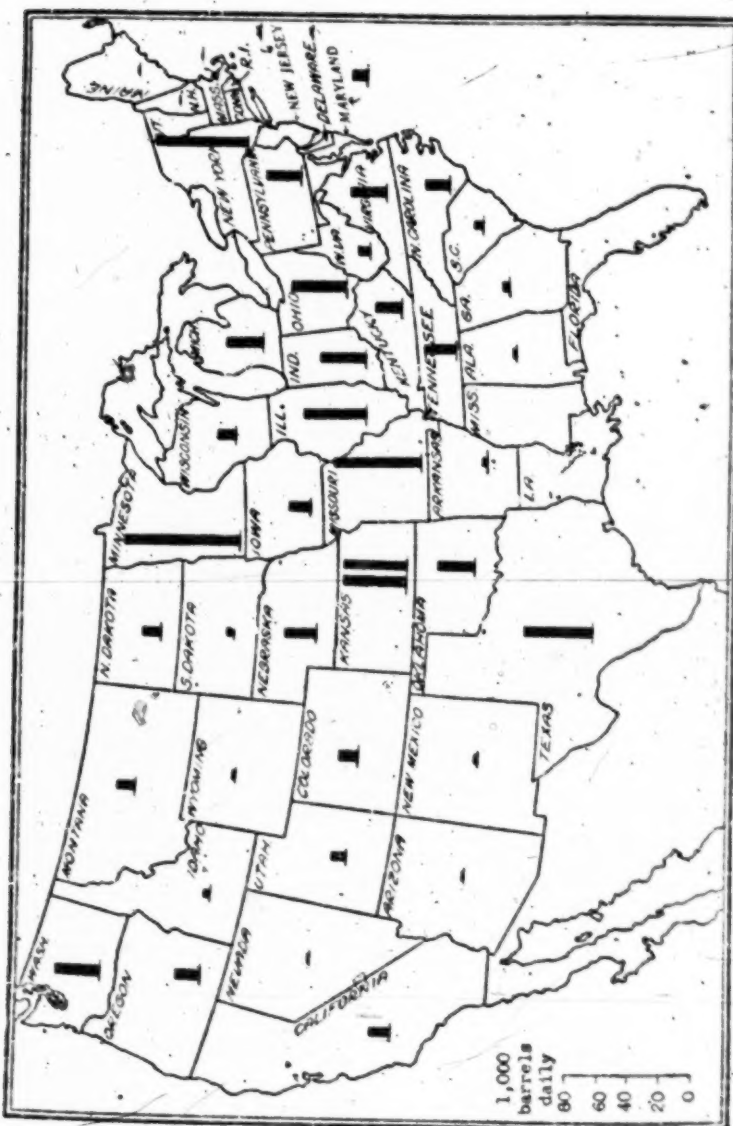 WASH
OREGON
CALIFORNIA
NEVADA
IDAHO
MONTANA
WYOMING
UTAH
ARIZONA
COLORADO
NEW MEXICO
N. DAKOTA
S. DAKOTA
NEBRASKA
KANSAS
OKLAHOMA
TEXAS
MINNESOTA
IOWA
MISSOURI
ARKANSAS
LA
WISCONSIN
ILL.
MICH
IND.
OHIO
KENTUCKY
TENNESSEE
MISS.
ALA.
GA.
FLORIDA
S.C.
N. CAROLINA
VIRGINIA
W. VA
PENNSYLVANIA
NEW YORK
VT.
N.H.
MAINE
MASS.
CONN.
R.I.
NEW JERSEY
DELAWARE
MARYLAND
1,000
barrels
daily
80
60
40
20
0